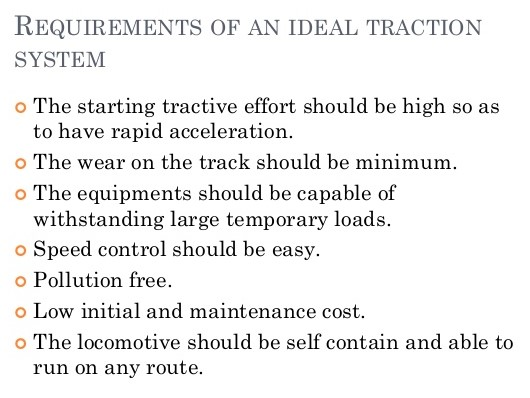 REQUIREMENTS OF AN IDEAL TRACTION
SYSTEM
The starting tractive effort should be high so as
to have rapid acceleration.
The wear on the track should be minimum.
The equipments should be capable of
withstanding large temporary loads.
Speed control should be easy.
Pollution free.
Low initial and maintenance cost.
The locomotive should be self contain and able to
run on any route.